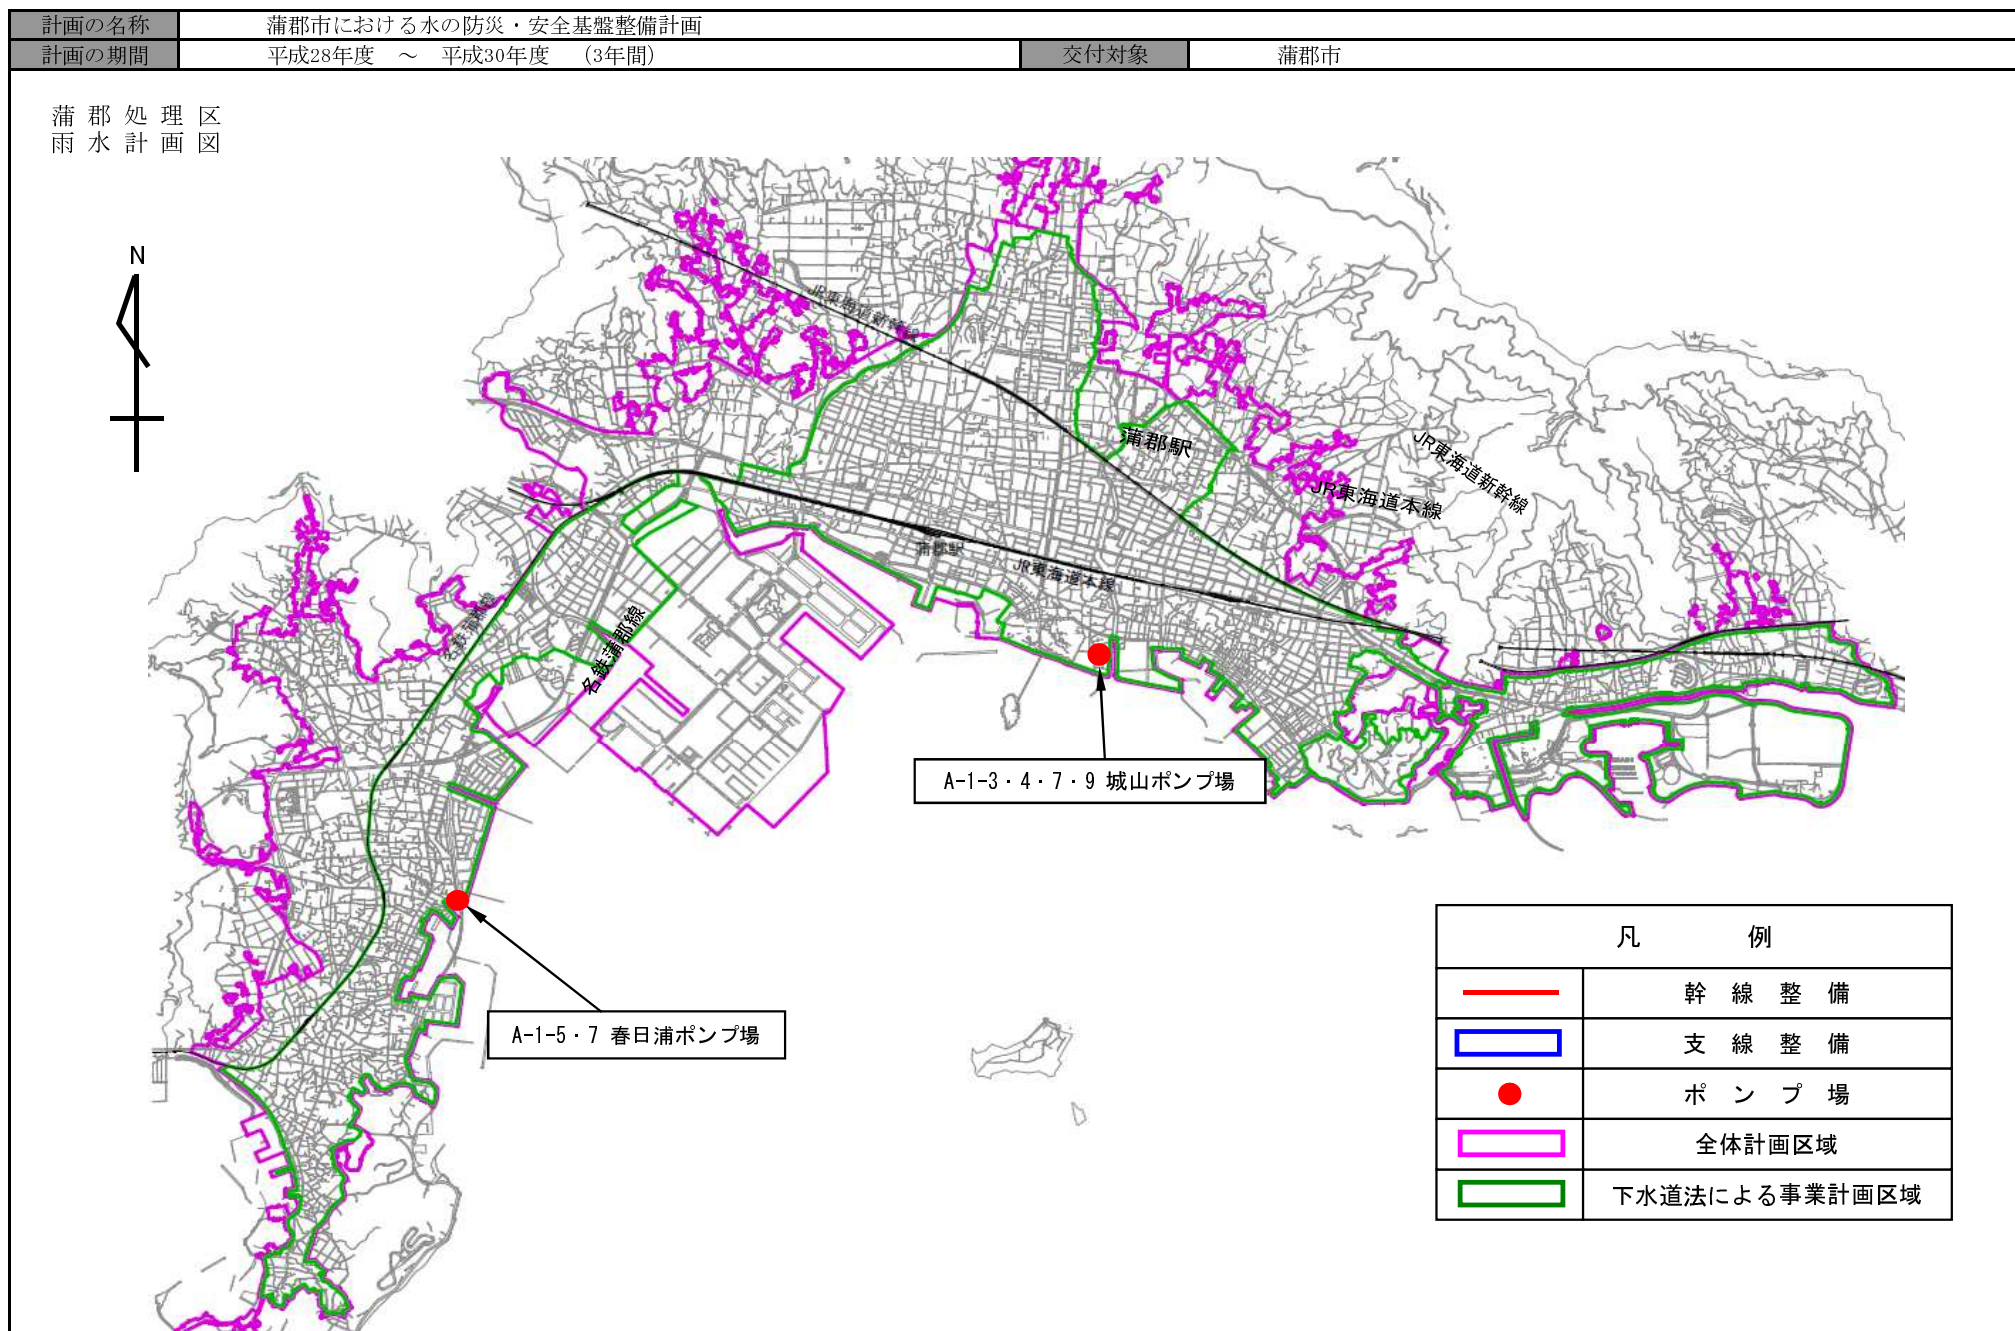 計画の名称 蒲郡市における水の防災・安全基盤整備計画
計画の期間 平成28年度 ～ 平成30年度 （3年間） 交付対象 蒲郡市
蒲郡処理区
雨水計画図
N
JR東海道新幹線
蒲郡駅
JR東海道新幹線
JR東海道本線
蒲郡駅
JR東海道本線
名鉄蒲郡線
名鉄蒲郡線
A-1-3・4・7・9 城山ポンプ場
A-1-5・7 春日浦ポンプ場
凡例
幹線整備
支線整備
ポンプ場
全体計画区域
下水道法による事業計画区域